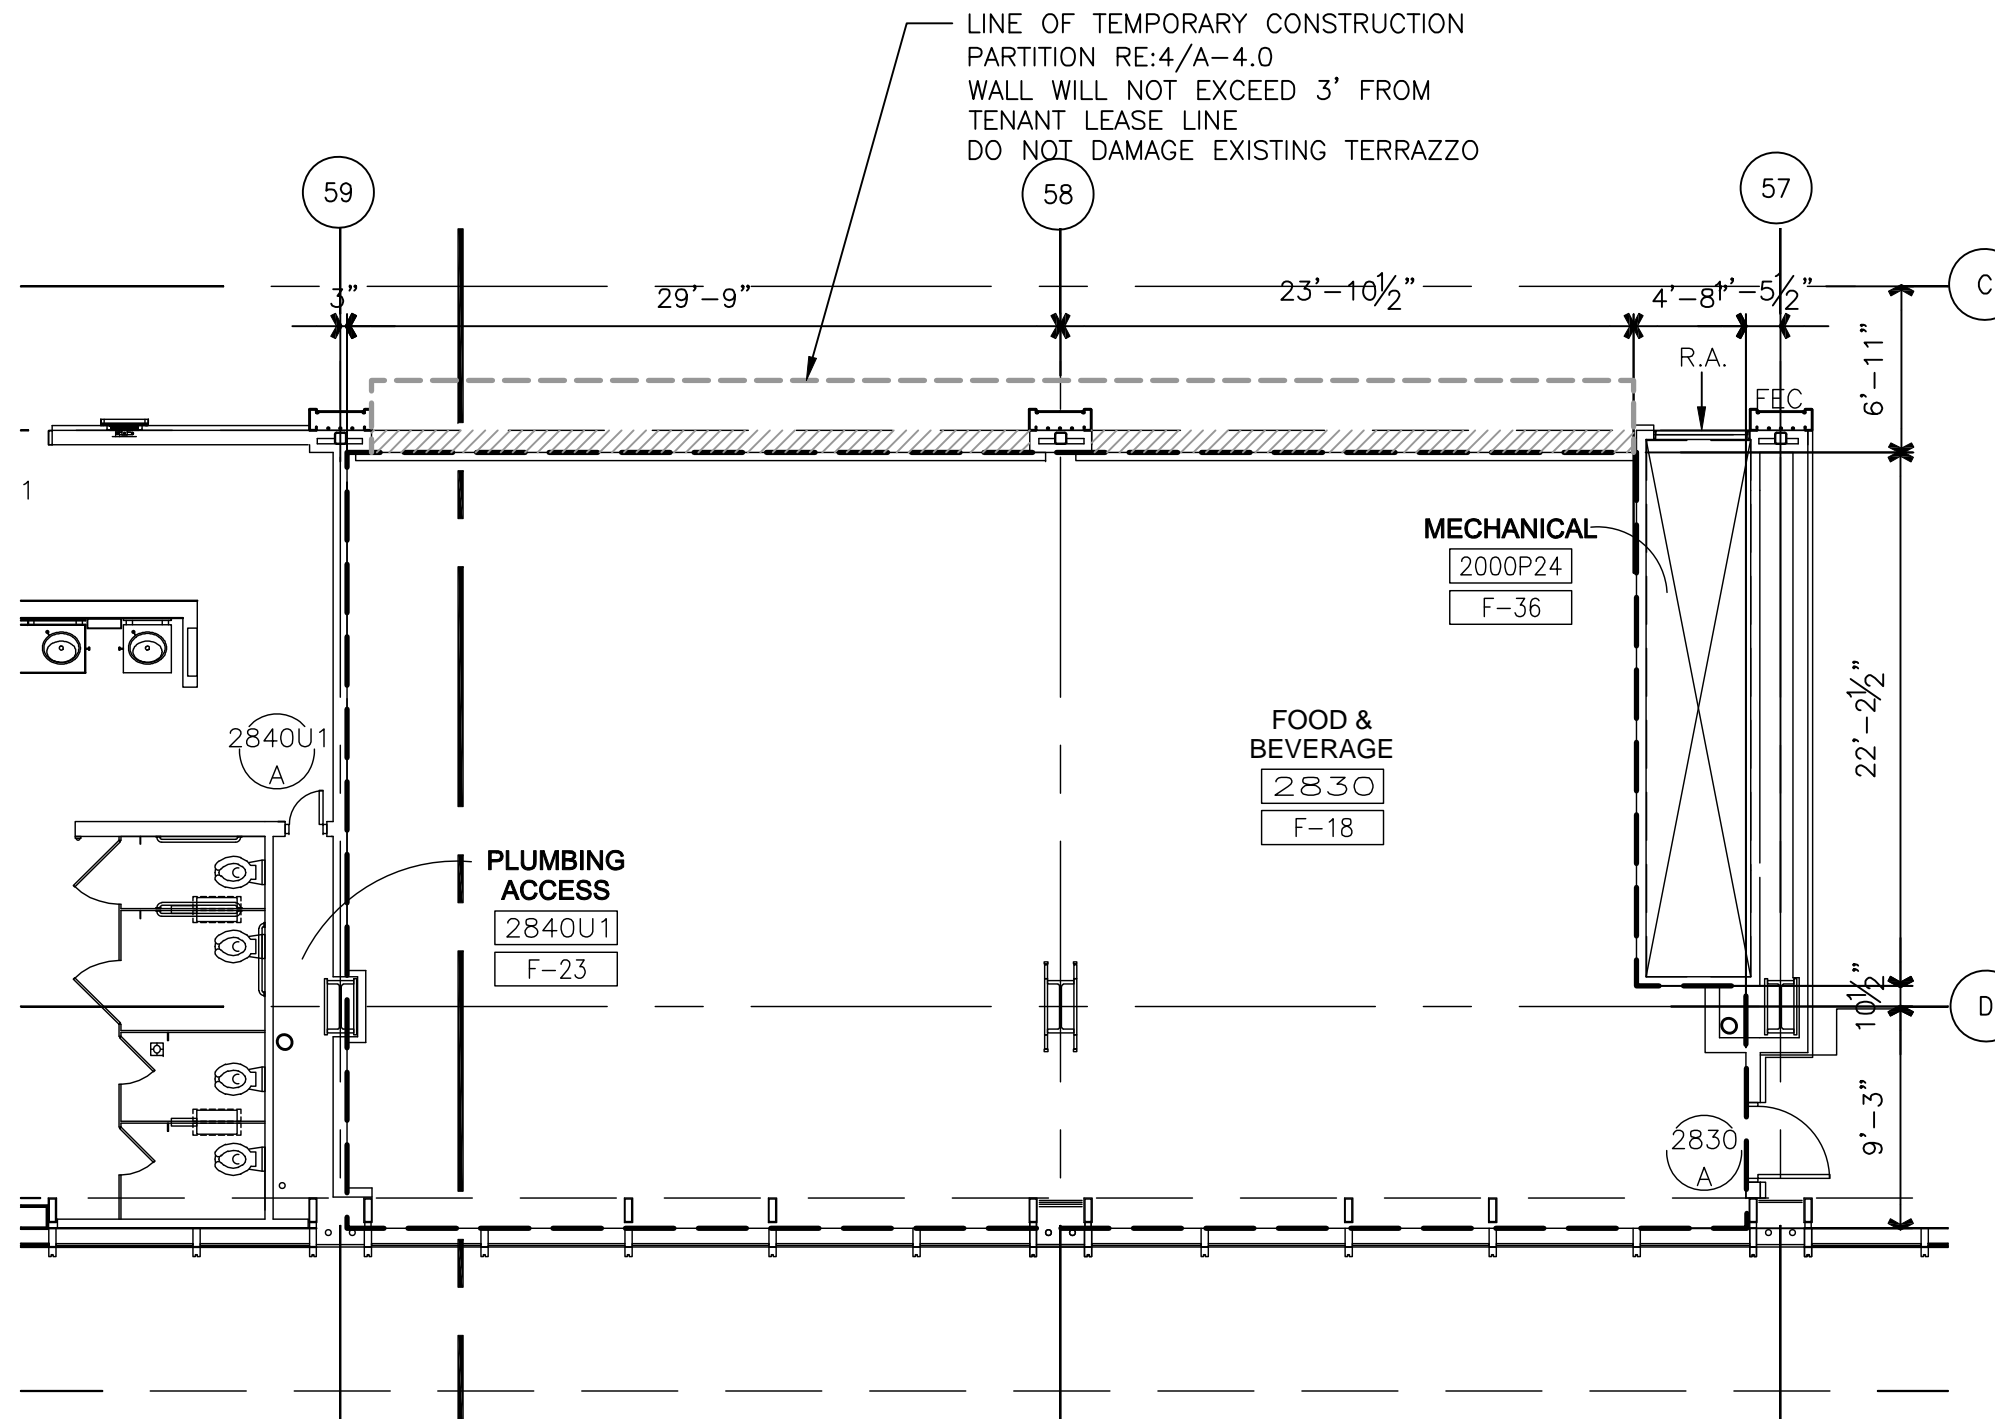 LINE OF TEMPORARY CONSTRUCTION
PARTITION RE:4/A-4.0
WALL WILL NOT EXCEED 3' FROM
TENANT LEASE LINE
DO NOT DAMAGE EXISTING TERRAZZO
59
58
57
C
3"
29'-9"
23'-10½"
4'-8"
1'-5½"
R.A.
FEC
6'-11"
1
MECHANICAL
2000P24
F-36
22'-2½"
FOOD &
BEVERAGE
2830
F-18
2840U1
A
PLUMBING
ACCESS
2840U1
F-23
10½"
D
9'-3"
2830
A